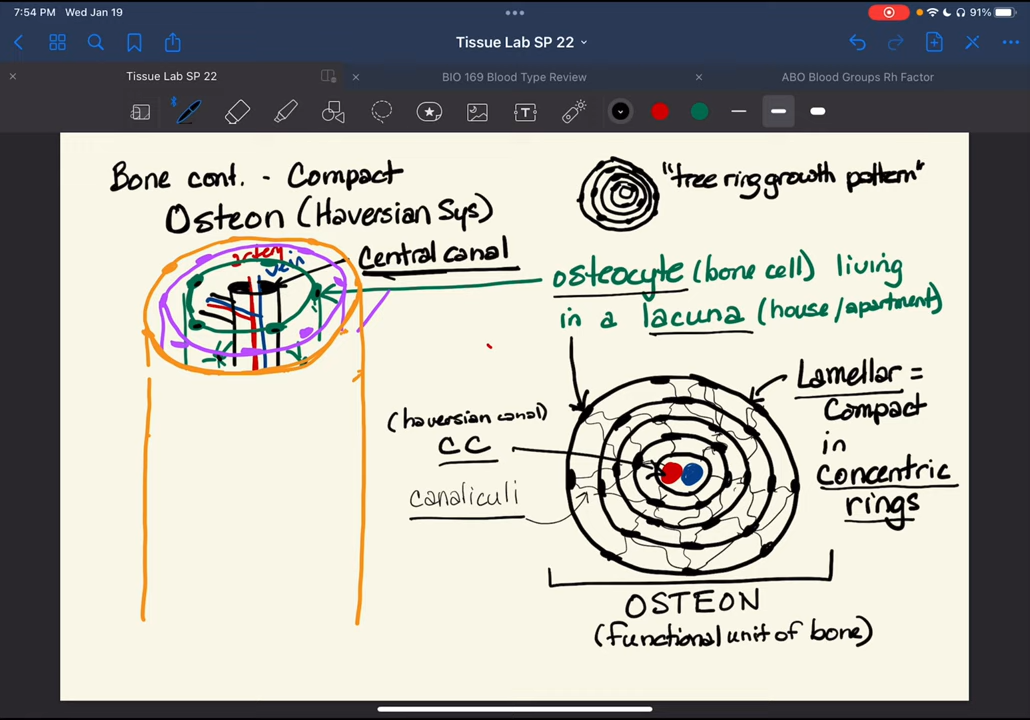 7:54 PM Wed Jan 19
91%
Tissue Lab SP 22
Tissue Lab SP 22
BIO 169 Blood Type Review
ABO Blood Groups Rh Factor
T
Bone cont. - Compact
"tree ring growth pattern"
Osteon (Haversian Sys)
artery
vein
Central canal
osteocyte (bone cell) living
in a lacuna (house/apartment)
Lamellar =
Compact
in
concentric
rings
(haversian canal)
CC
canaliculi
OSTEON
(functional unit of bone)